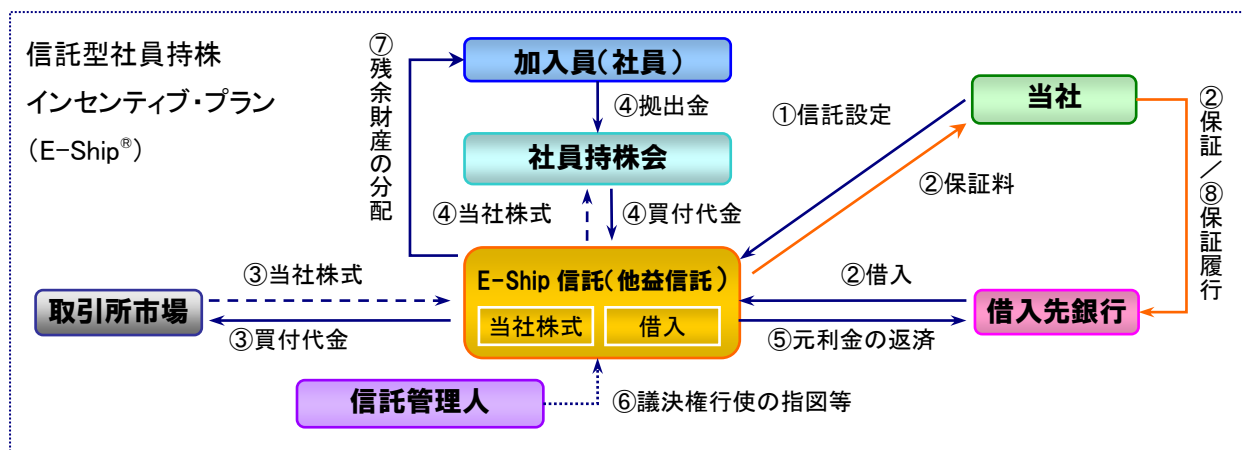 信託型社員持株
インセンティブ・プラン
(E-Ship®)
⑦残余財産の分配
加入員(社員)
④拠出金
社員持株会
④当社株式
④買付代金
①信託設定
当社
②保証料
②保証/⑧保証履行
E-Ship 信託(他益信託)
当社株式
借入
③当社株式
取引所市場
③買付代金
②借入
借入先銀行
⑤元利金の返済
信託管理人
⑥議決権行使の指図等